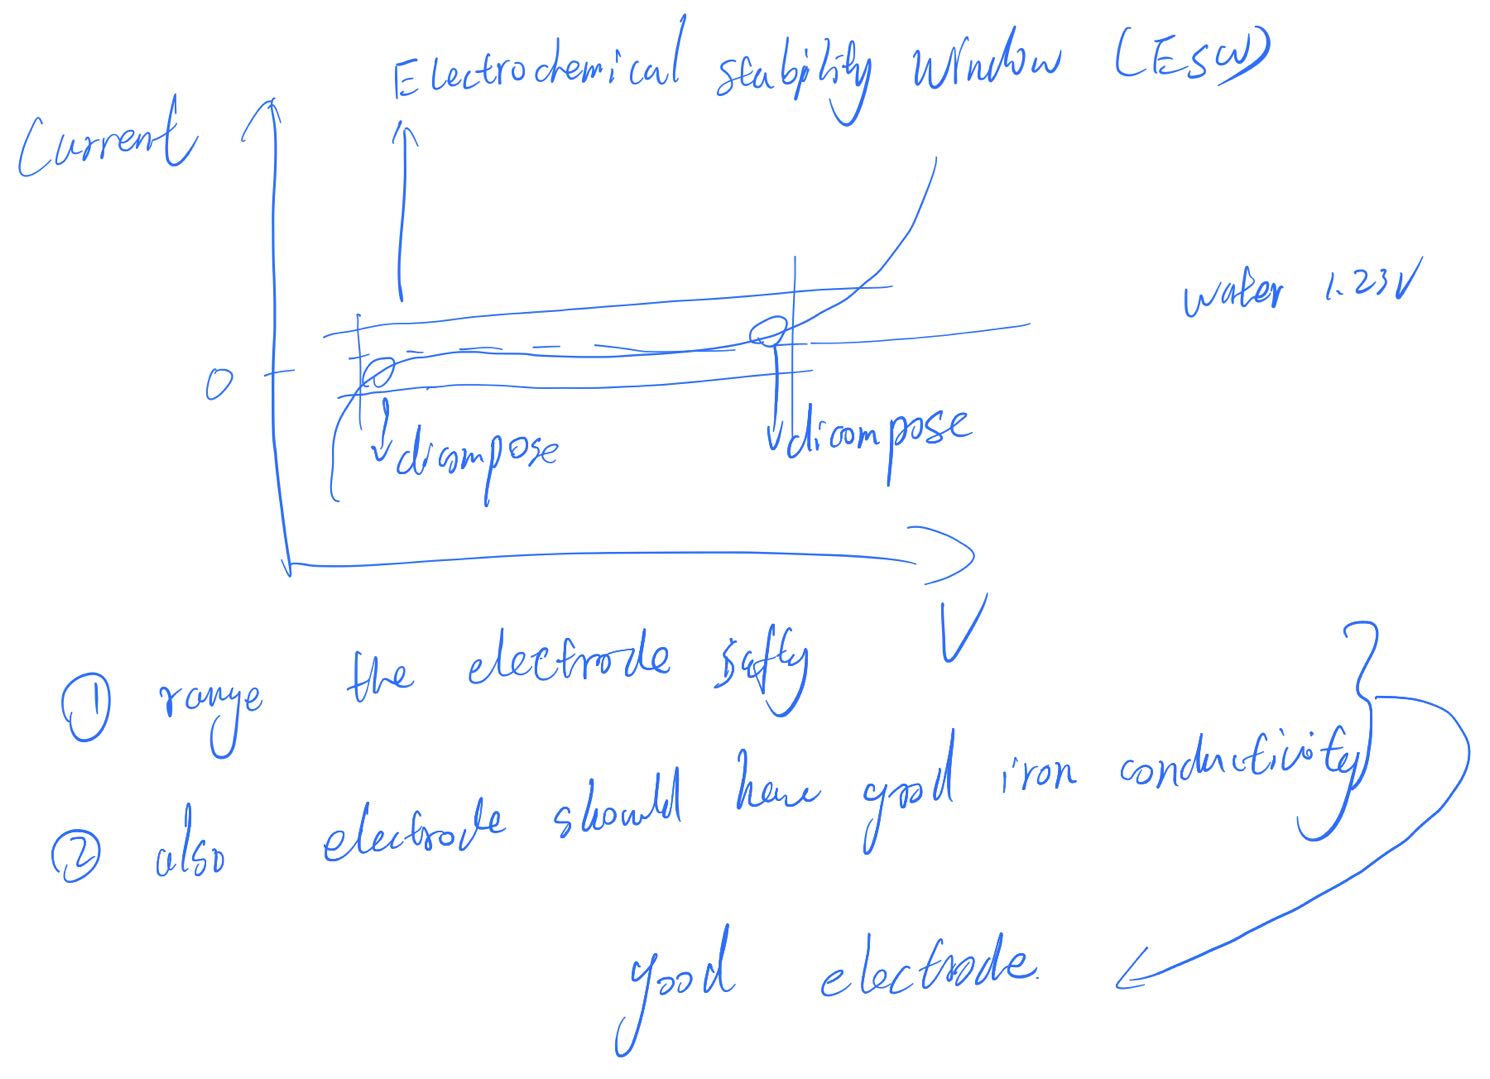 Electrochemical stability window (ESW)
Current
water 1.23V
0
dicompose
dicompose
V
① range the electrode safty
② also electrode should have good iron conductivity
good electrode